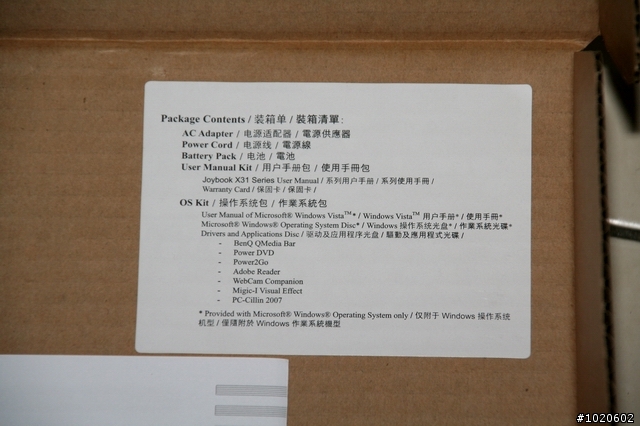 Package Contents / 装箱单 / 裝箱清單:
AC Adapter / 电源适配器 / 電源供應器
Power Cord / 电源线 / 電源線
Battery Pack / 电池 / 電池
User Manual Kit / 用户手册包 / 使用手冊包
Joybook X31 Series User Manual / 系列用户手册 / 系列使用手冊 /
Warranty Card / 保固卡 / 保固卡 /
OS Kit / 操作系统包 / 作業系統包
User Manual of Microsoft® Windows Vista™* / Windows Vista™ 用户手册* / 使用手冊*
Microsoft® Windows® Operating System Disc* / Windows 操作系统光盘* / 作業系統光碟*
Drivers and Applications Disc / 驱动及应用程序光盘 / 驅動及應用程式光碟 /
- BenQ QMedia Bar
- Power DVD
- Power2Go
- Adobe Reader
- WebCam Companion
- Migic-I Visual Effect
- PC-Cillin 2007
* Provided with Microsoft® Windows® Operating System only / 仅附于 Windows 操作系统
机型 / 僅隨附於 Windows 作業系統機型
#1020602